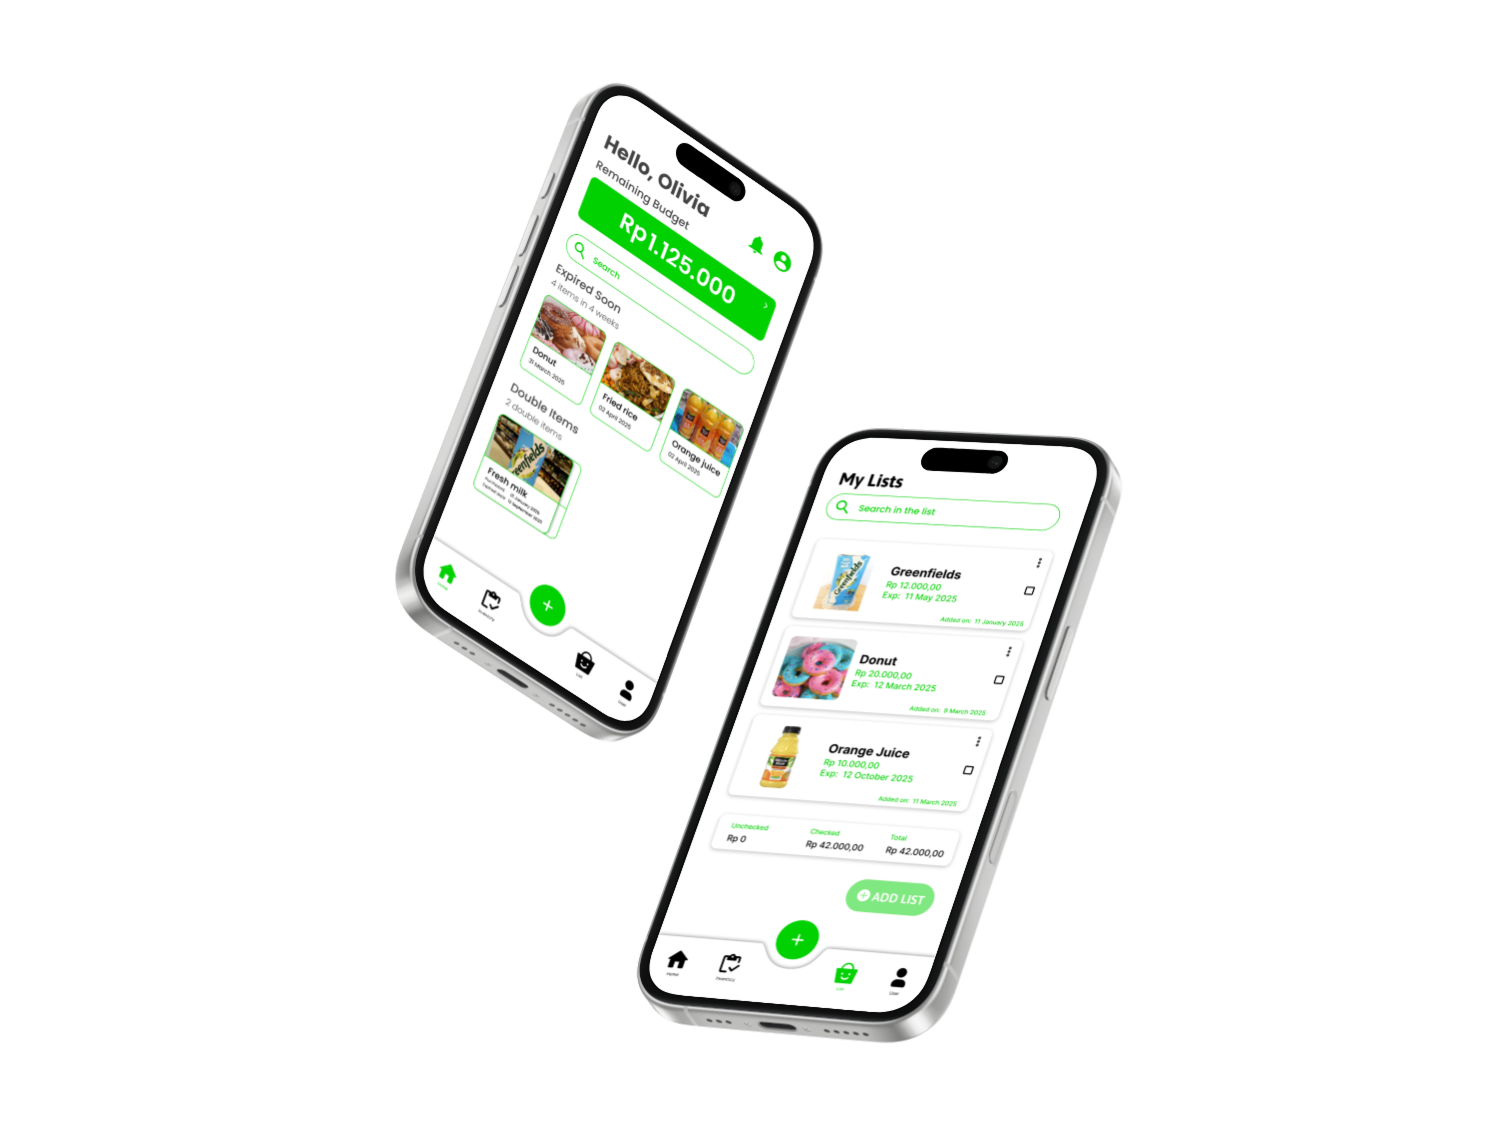 Hello, Olivia
Remaining Budget
Rp1.125.000
Search
Expired Soon
4 items in 4 weeks
Donut
31 March 2025
Fried rice
02 April 2025
Orange juice
02 April 2025
Double Items
2 double items
Greenfields
Fresh milk
Home
Inventory
List
User
My Lists
Search in the list
Greenfields
Greenfields
Rp 12.000,00
Exp: 11 May 2025
Added on: 11 January 2025
Donut
Rp 20.000,00
Exp: 12 March 2025
Added on: 9 March 2025
Orange Juice
Rp 10.000,00
Exp: 12 October 2025
Added on: 11 March 2025
Unchecked
Checked
Total
Rp 0
Rp 42.000,00
Rp 42.000,00
ADD LIST
Home
Inventory
List
User